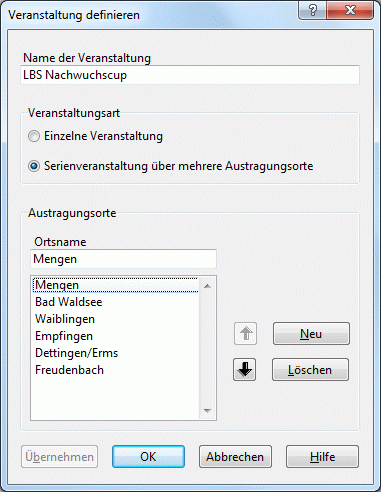 Veranstaltung definieren
Name der Veranstaltung
LBS Nachwuchscup
Veranstaltungsart
Einzelne Veranstaltung
Serienveranstaltung über mehrere Austragungsorte
Austragungsorte
Ortsname
Mengen
Mengen
Bad Waldsee
Waiblingen
Empfingen
Dettingen/Erms
Freudenbach
Neu
Löschen
Übernehmen OK Abbrechen Hilfe